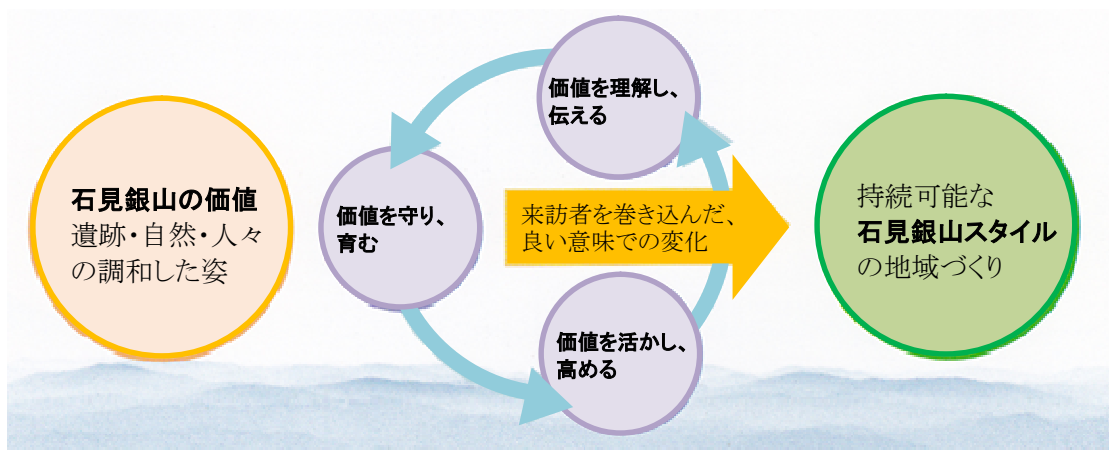 石見銀山の価値
遺跡・自然・人々
の調和した姿
価値を理解し、
伝える
価値を守り、
育む
価値を活かし、
高める
来訪者を巻き込んだ、
良い意味での変化
持続可能な
石見銀山スタイル
の地域づくり